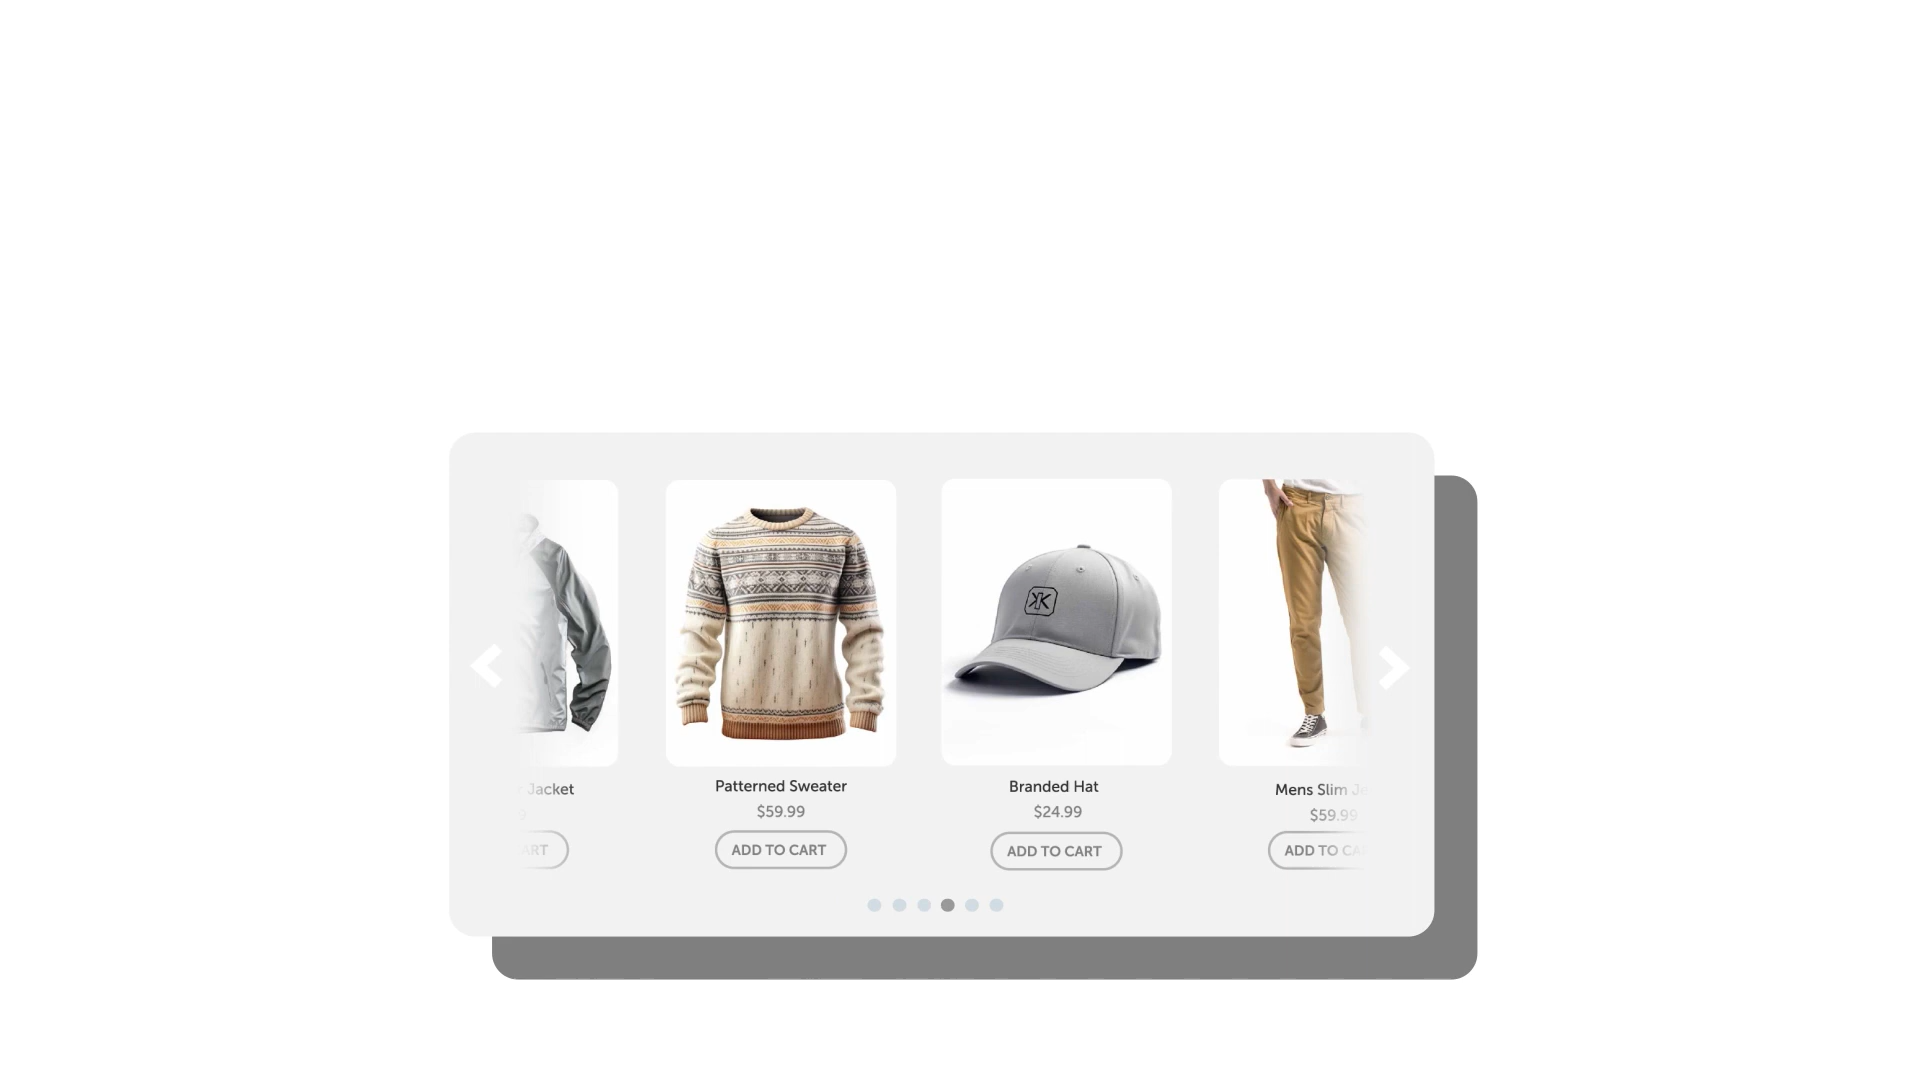 Jacket
ART
Patterned Sweater
$59.99
ADD TO CART
Branded Hat
$24.99
ADD TO CART
Mens Slim Je
$59.99
ADD TO CA